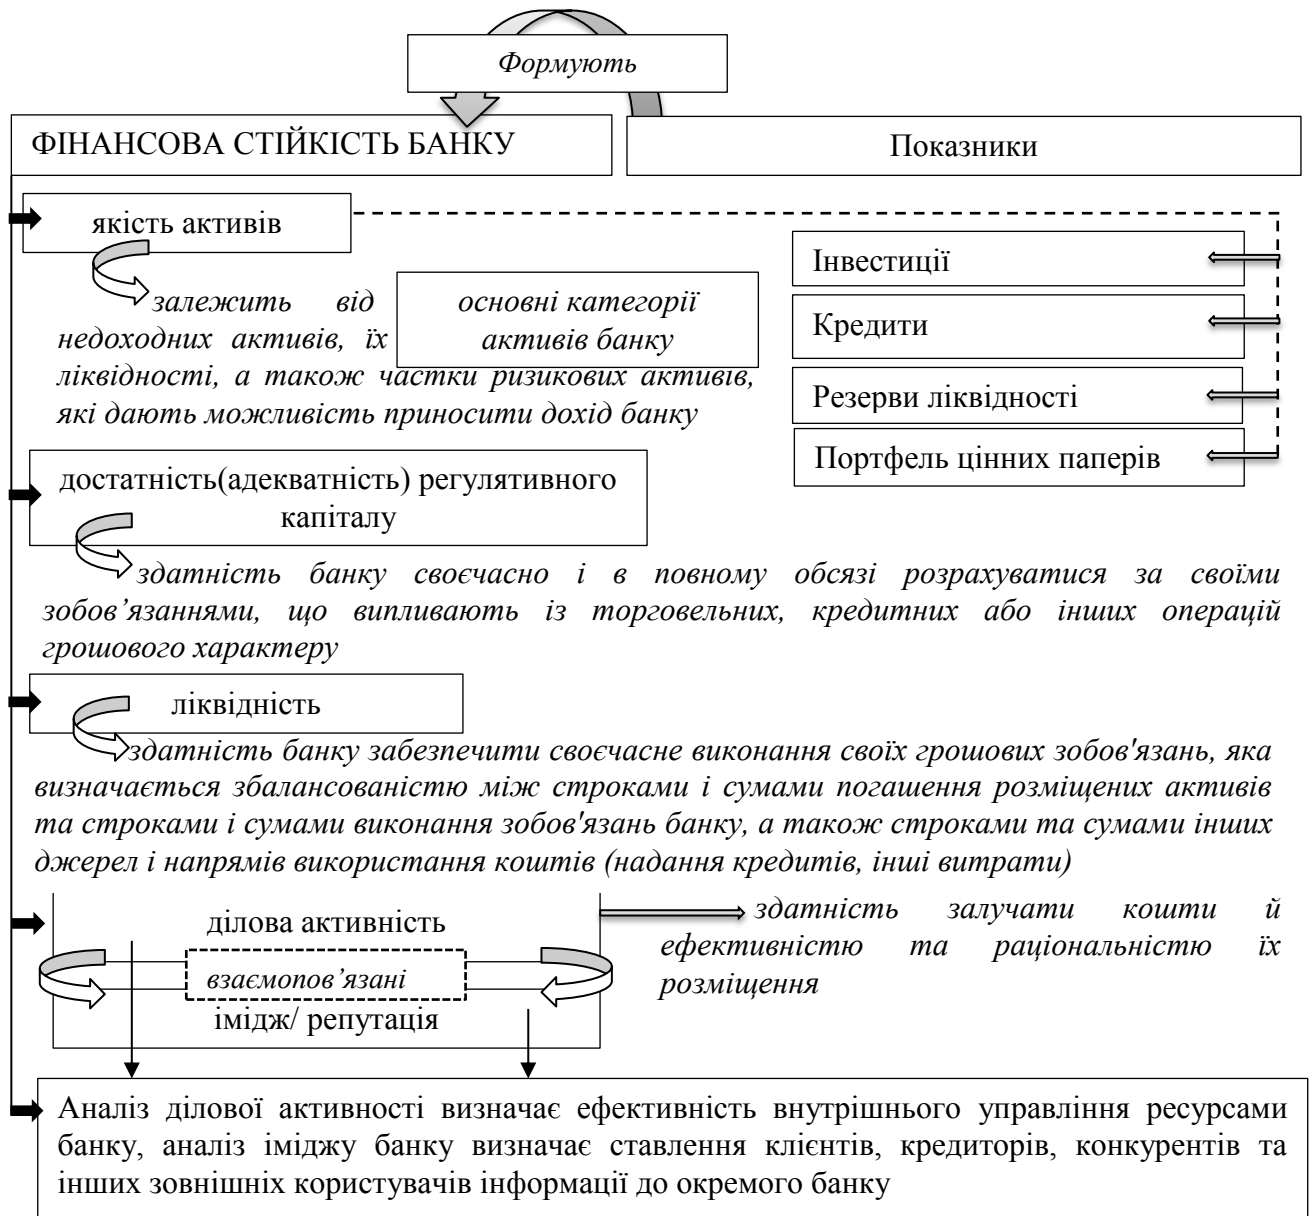 Формують
ФІНАНСОВА СТІЙКІСТЬ БАНКУ
Показники
якість активів
залежить від
недоходних активів, їх
ліквідності, а також частки ризикових активів,
які дають можливість приносити дохід банку
основні категорії
активів банку
Інвестиції
Кредити
Резерви ліквідності
Портфель цінних паперів
достатність(адекватність) регулятивного
капіталу
здатність банку своєчасно і в повному обсязі розрахуватися за своїми
зобов’язаннями, що випливають із торговельних, кредитних або інших операцій
грошового характеру
ліквідність
здатність банку забезпечити своєчасне виконання своїх грошових зобов'язань, яка
визначається збалансованістю між строками і сумами погашення розміщених активів
та строками і сумами виконання зобов'язань банку, а також строками та сумами інших
джерел і напрямів використання коштів (надання кредитів, інші витрати)
ділова активність
взаємопов’язані
імідж/ репутація
здатність залучати кошти й
ефективністю та раціональністю їх
розміщення
Аналіз ділової активності визначає ефективність внутрішнього управління ресурсами
банку, аналіз іміджу банку визначає ставлення клієнтів, кредиторів, конкурентів та
інших зовнішніх користувачів інформації до окремого банку